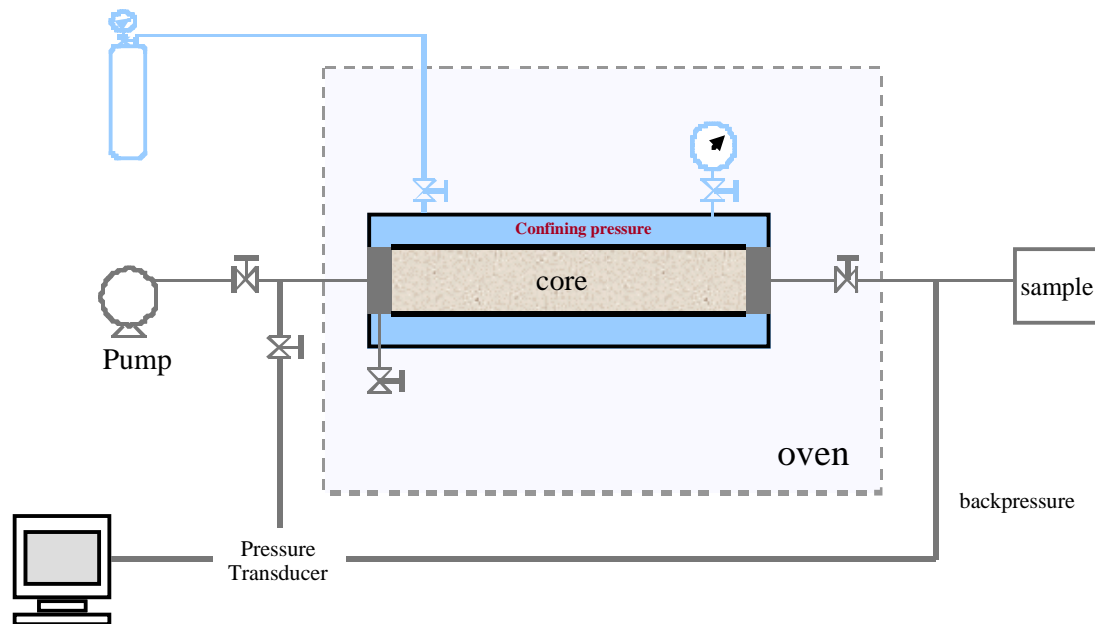 Confining pressure
core
sample
Pump
oven
backpressure
Pressure
Transducer